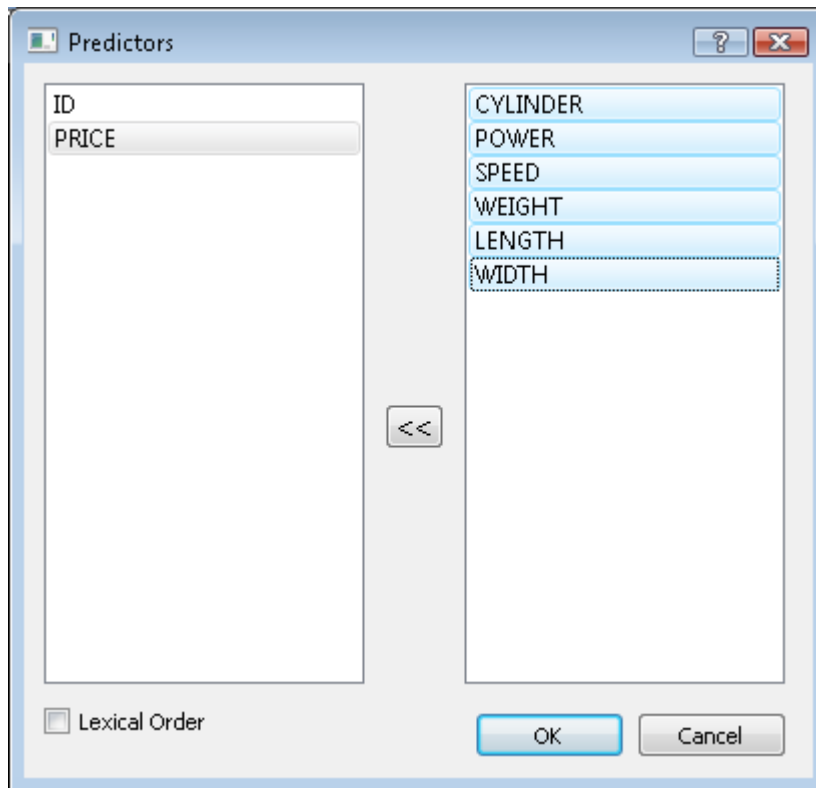 Predictors
ID
PRICE
CYLINDER
POWER
SPEED
WEIGHT
LENGTH
WIDTH
<<
Lexical Order
OK
Cancel